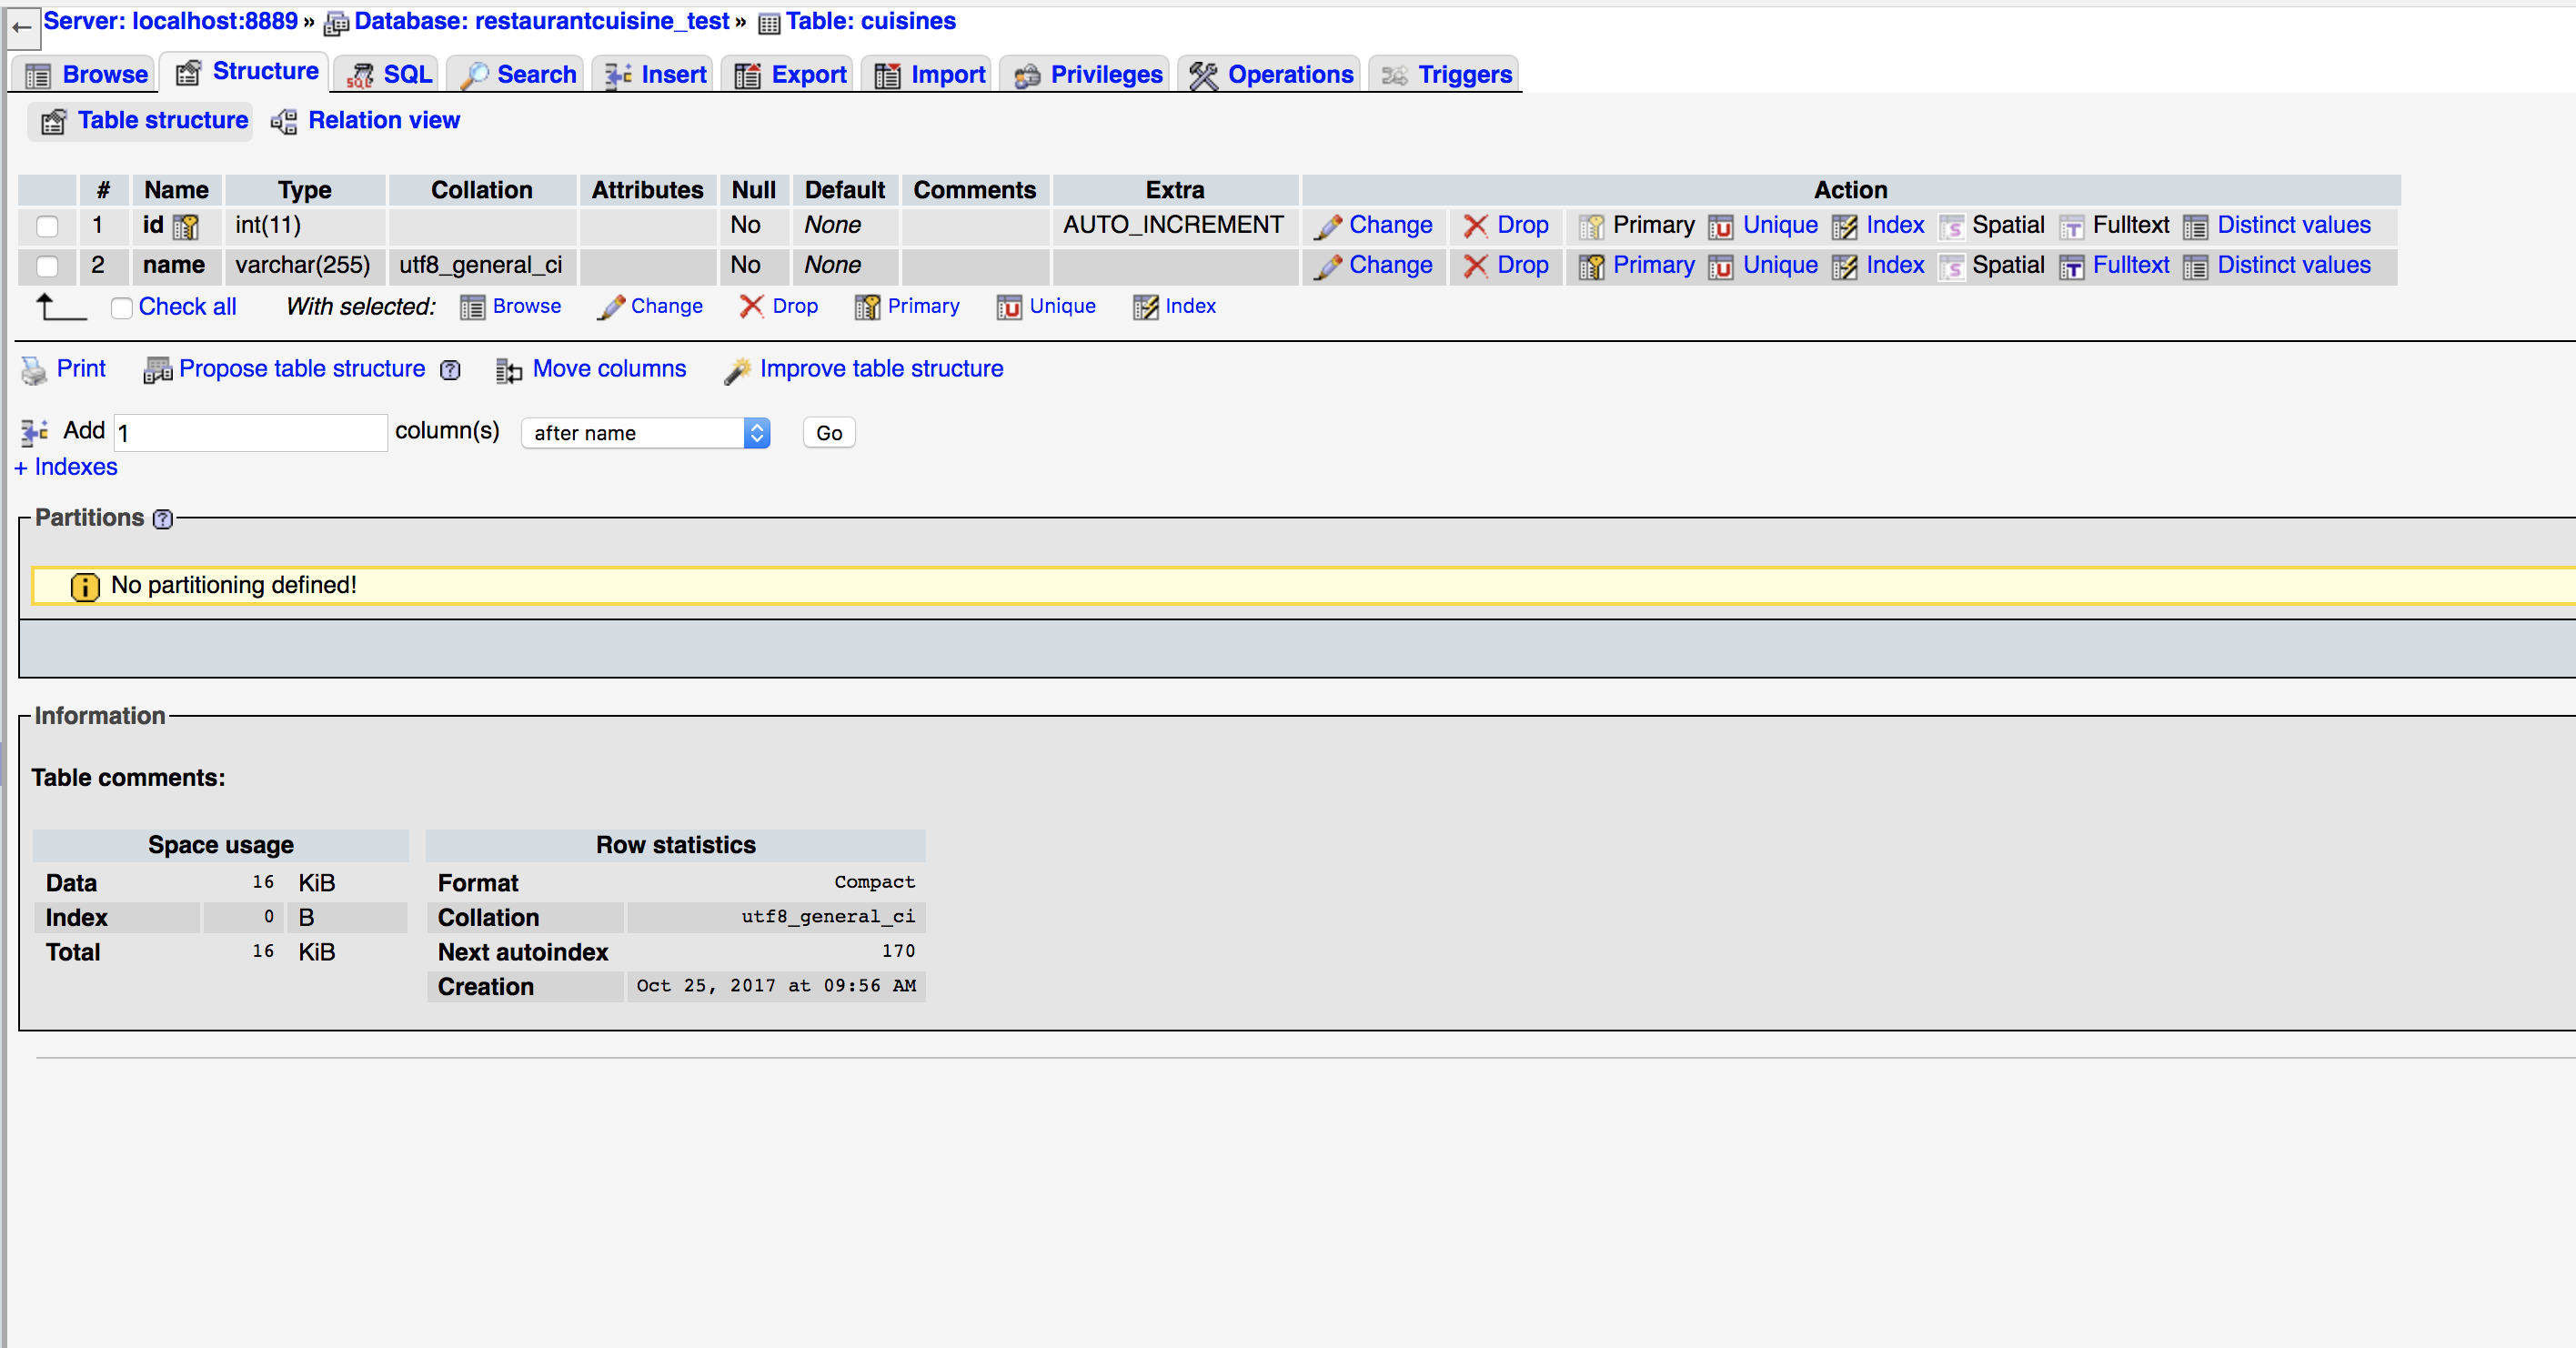 Server: localhost:8889 » Database: restaurantcuisine_test » Table: cuisines
Browse Structure SQL Search Insert Export Import Privileges Operations Triggers
Table structure Relation view
# Name Type Collation Attributes Null Default Comments Extra Action
1 id int(11) No None AUTO_INCREMENT Change Drop Primary Unique Index Spatial Fulltext Distinct values
2 name varchar(255) utf8_general_ci No None Change Drop Primary Unique Index Spatial Fulltext Distinct values
Check all With selected: Browse Change Drop Primary Unique Index
Print Propose table structure Move columns Improve table structure
Add 1 column(s) after name Go
+ Indexes
Partitions
No partitioning defined!
Information
Table comments:
Space usage Row statistics
Data 16 KiB Format Compact
Index 0 B Collation utf8_general_ci
Total 16 KiB Next autoindex 170
Creation Oct 25, 2017 at 09:56 AM